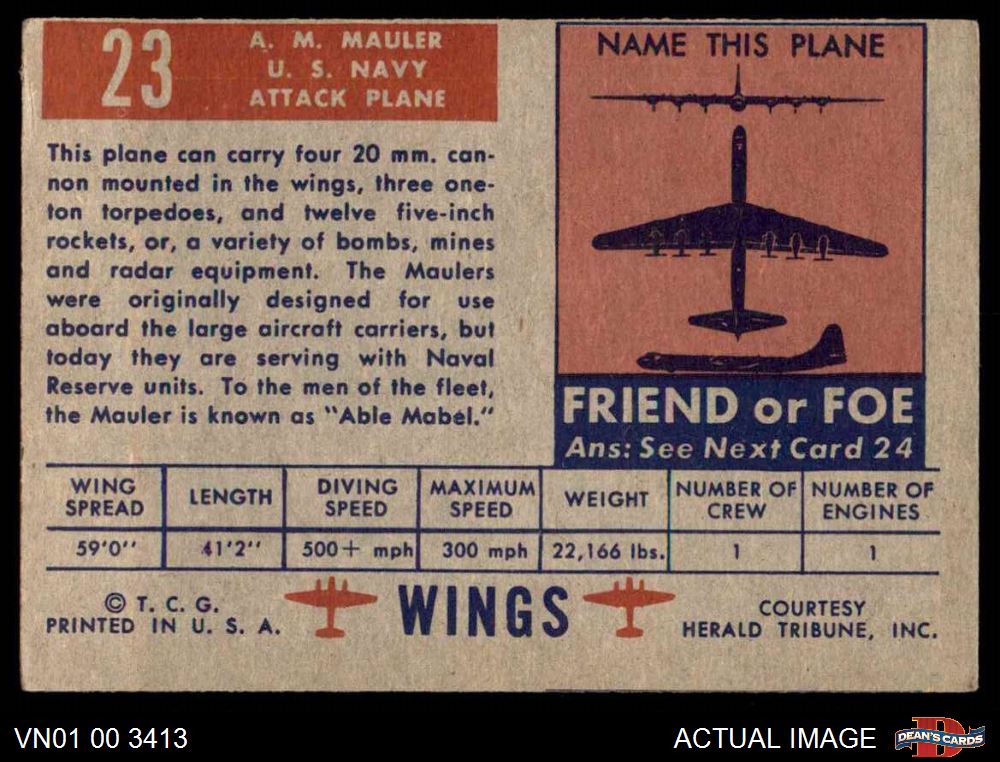 23
A. M. MAULER
U. S. NAVY
ATTACK PLANE
This plane can carry four 20 mm. can-
non mounted in the wings, three one-
ton torpedoes, and twelve five-inch
rockets, or, a variety of bombs, mines
and radar equipment. The Maulers
were originally designed for use
aboard the large aircraft carriers, but
today they are serving with Naval
Reserve units. To the men of the fleet,
the Mauler is known as "Able Mabel."
NAME THIS PLANE
FRIEND or FOE
Ans: See Next Card 24
WING SPREAD LENGTH DIVING SPEED MAXIMUM SPEED WEIGHT NUMBER OF CREW NUMBER OF ENGINES
59'0'' 41'2'' 500+ mph 300 mph 22,166 lbs. 1 1
© T. C. G.
PRINTED IN U. S. A.
WINGS
COURTESY
HERALD TRIBUNE, INC.
VN01 00 3413
ACTUAL IMAGE
D
DEAN'S CARDS